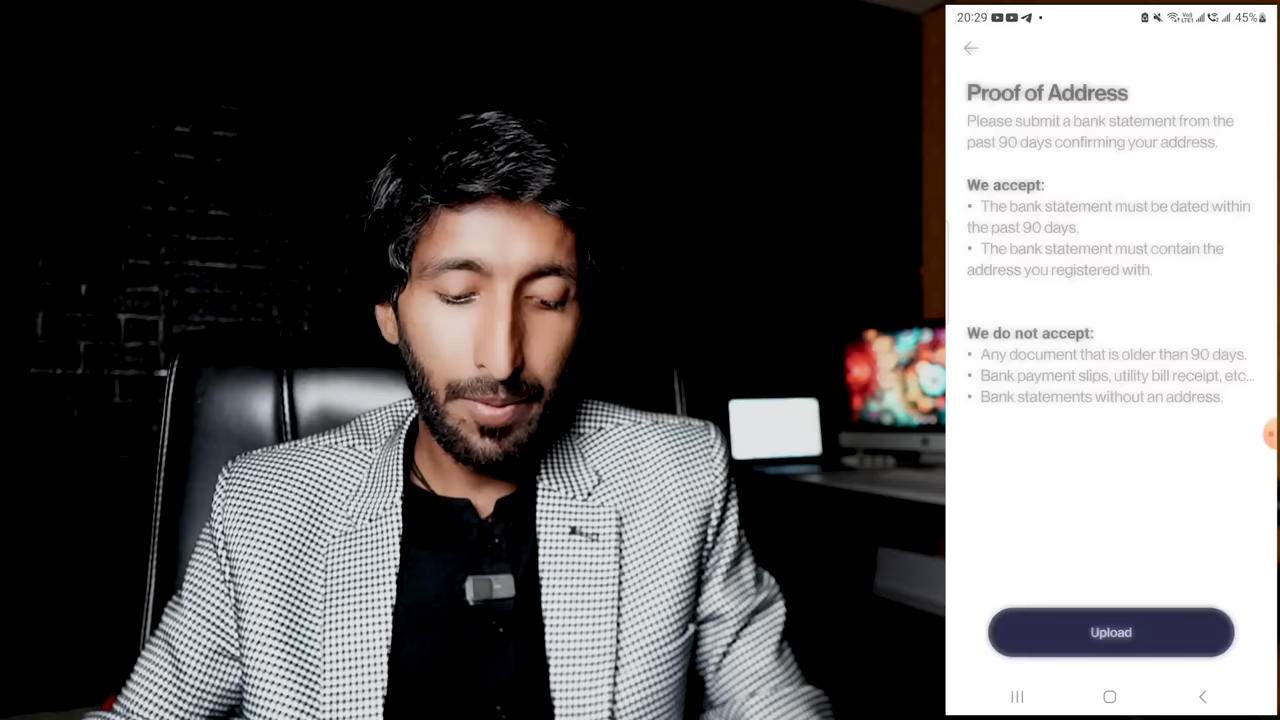 20:29
45%
Proof of Address
Please submit a bank statement from the
past 90 days confirming your address.
We accept:
• The bank statement must be dated within
the past 90 days.
• The bank statement must contain the
address you registered with.
We do not accept:
• Any document that is older than 90 days.
• Bank payment slips, utility bill receipt, etc...
• Bank statements without an address.
Upload